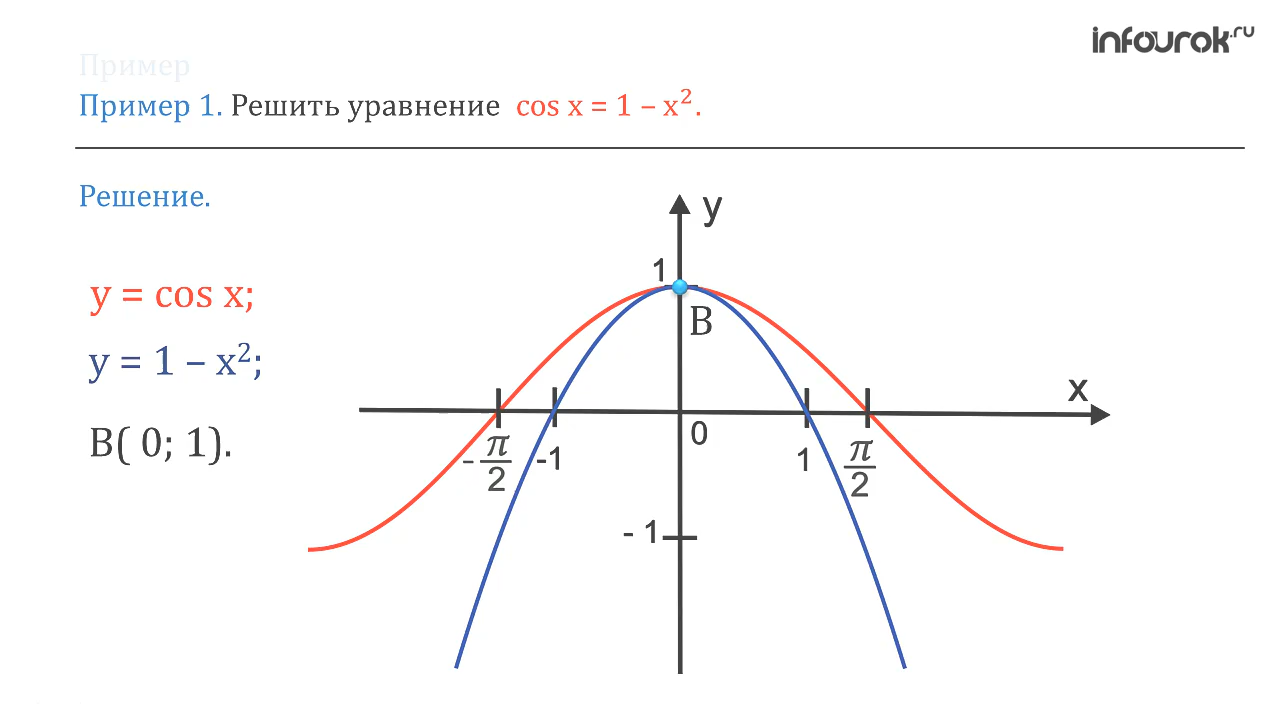 infourok.ru
Пример
Пример 1. Решить уравнение cos x = 1 – x².
Решение.
y = cos x;
y = 1 – x²;
B( 0; 1).
y
1
B
x
0
- π/2
-1
1
π/2
- 1